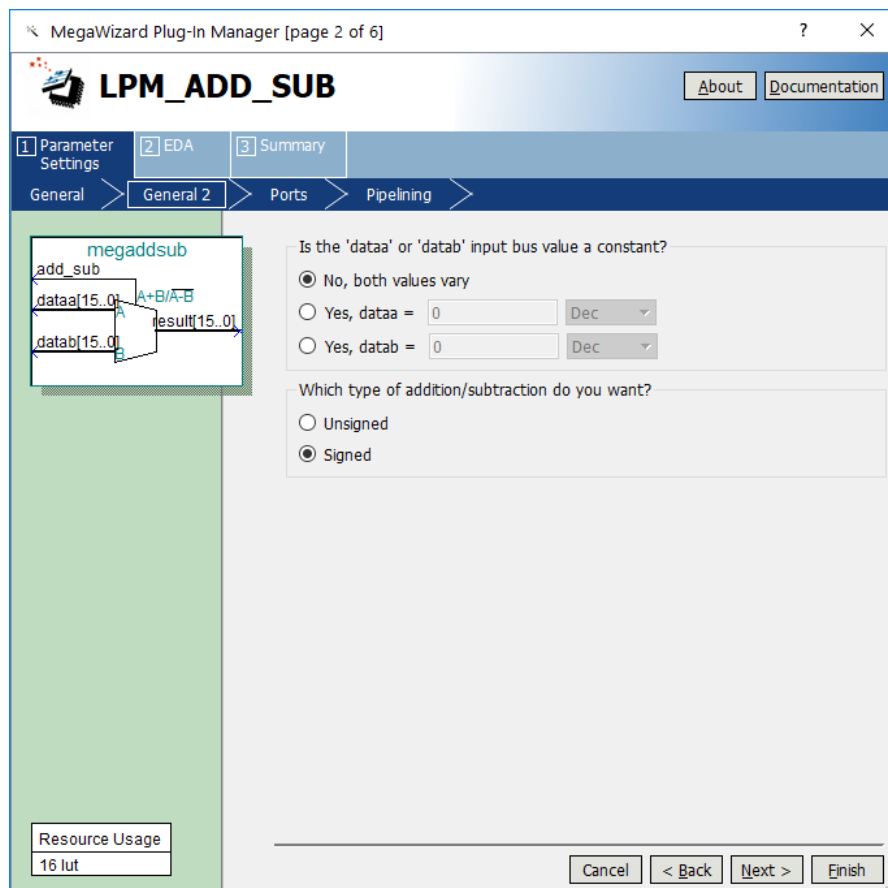 MegaWizard Plug-In Manager [page 2 of 6] ? ×
LPM_ADD_SUB
About Documentation
1 Parameter Settings 2 EDA 3 Summary
General General 2 Ports Pipelining
megaddsub
add_sub
A+B/A-B
dataa[15..0]
A
result[15..0]
datab[15..0]
B
Is the 'dataa' or 'datab' input bus value a constant?
No, both values vary
Yes, dataa = 0 Dec
Yes, datab = 0 Dec
Which type of addition/subtraction do you want?
Unsigned
Signed
Resource Usage
16 lut
Cancel < Back Next > Finish